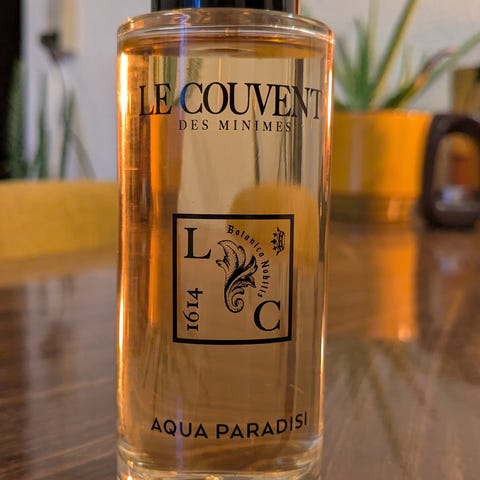 LE COUVENT
DES MINIMES
L
Botanica Nobilis
1614
C
AQUA PARADISI